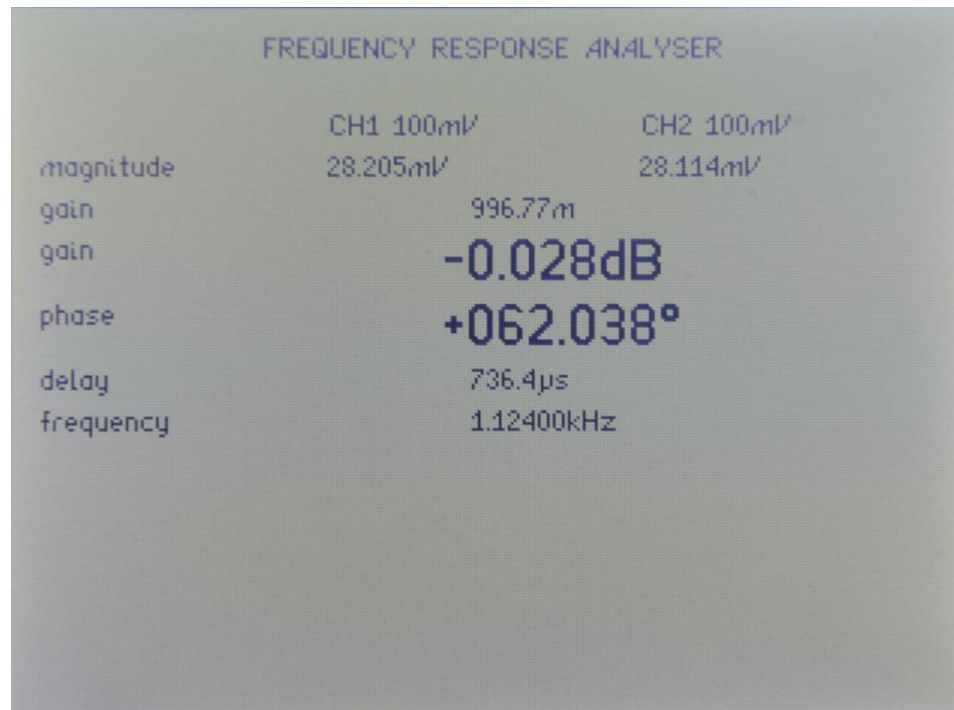 FREQUENCY RESPONSE ANALYSER
CH1 100mV CH2 100mV
magnitude 28.205mV 28.114mV
gain 996.77m
gain -0.028dB
phase +062.038°
delay 736.4µs
frequency 1.12400kHz